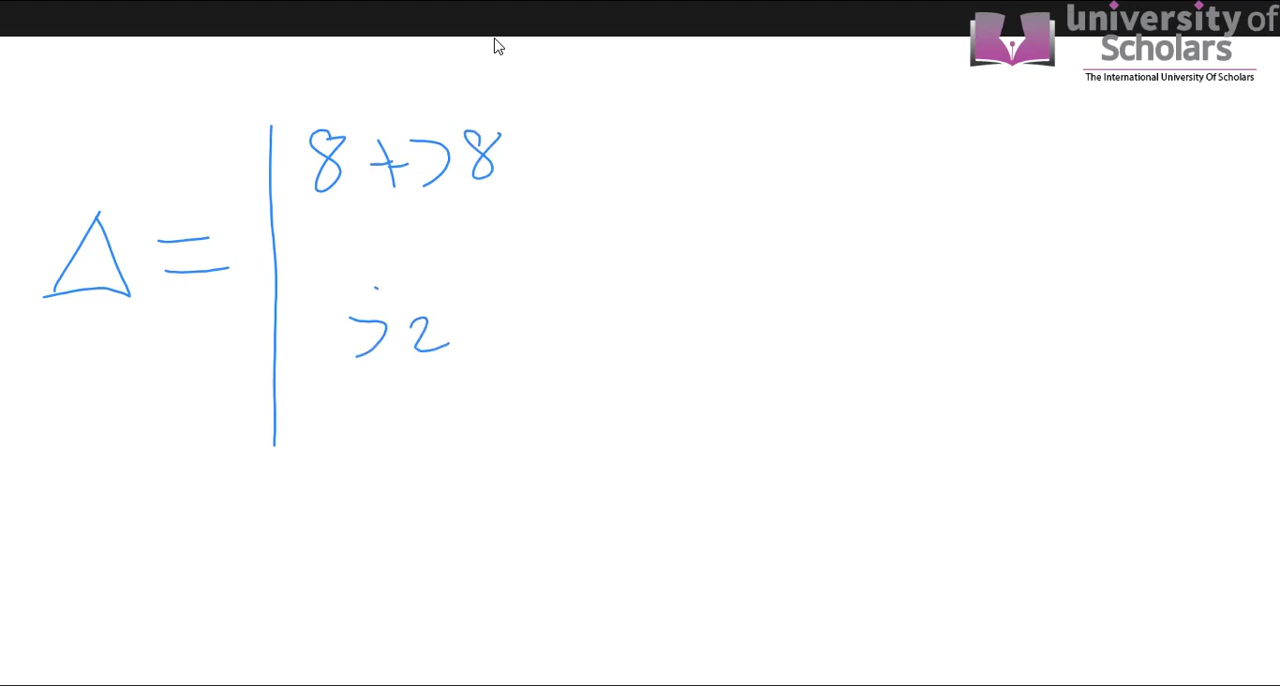 university of
Scholars
The International University Of Scholars
Δ = | 8 + j8
j2